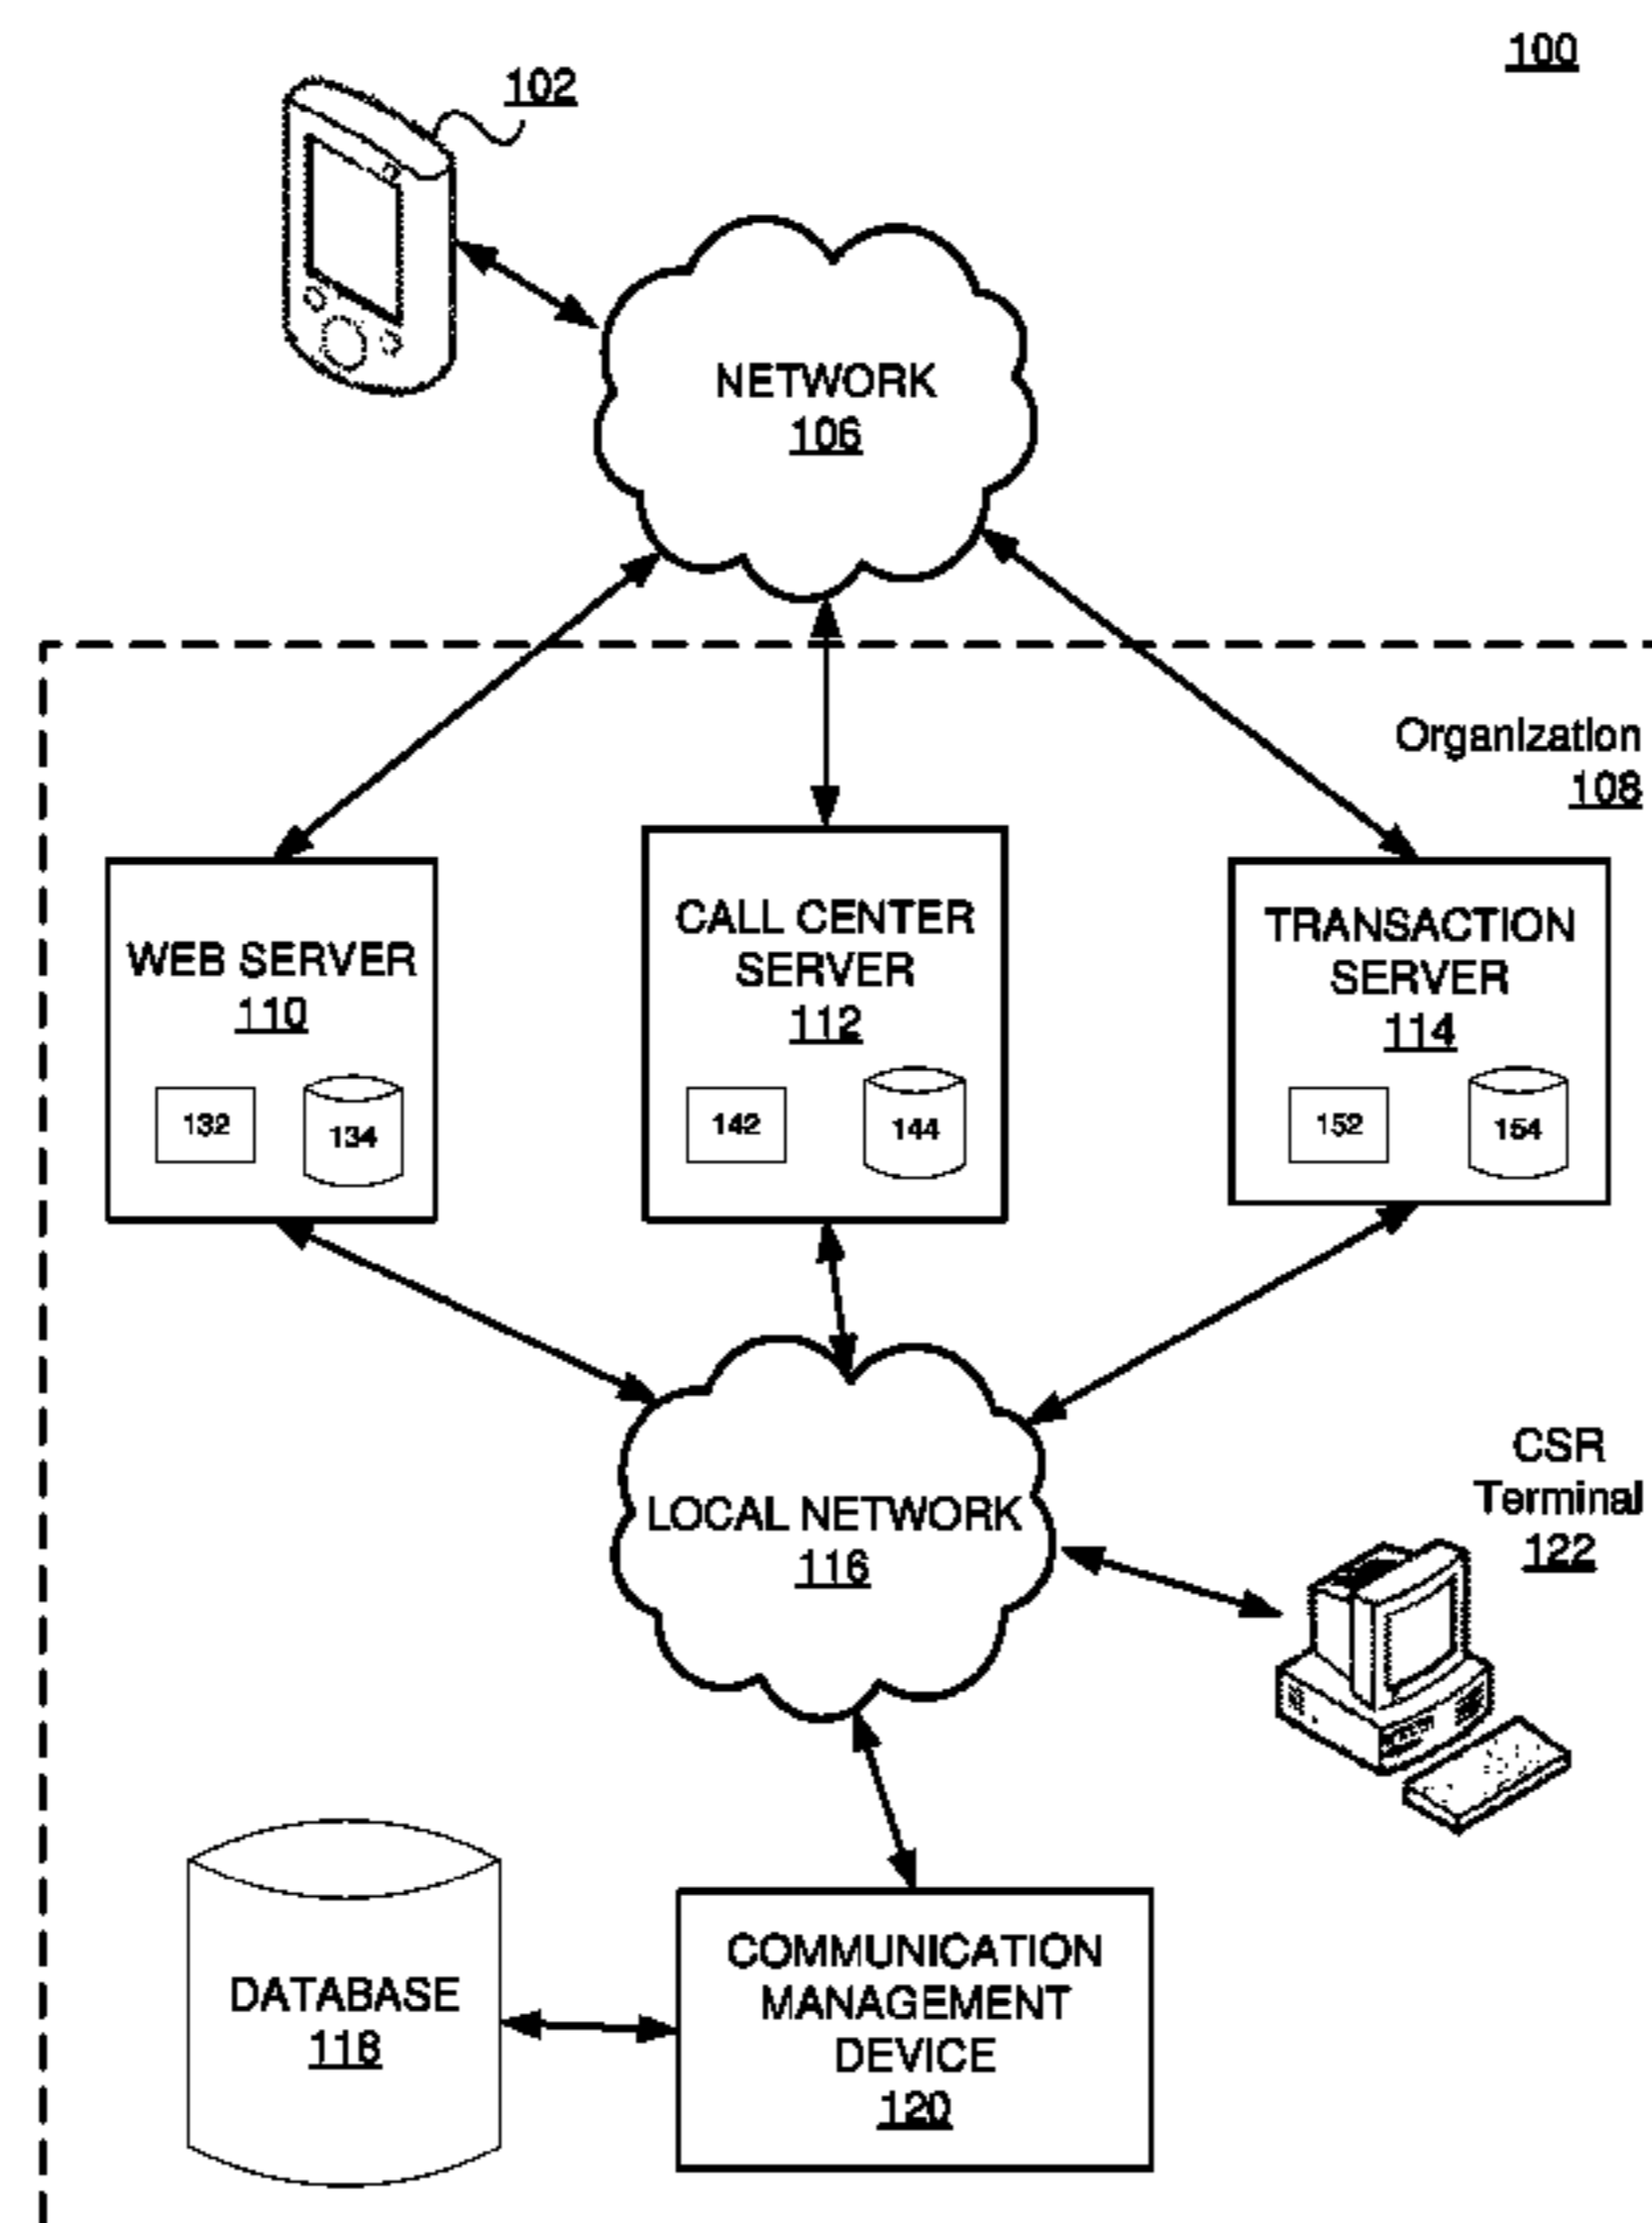 100
102
NETWORK
106
Organization
108
WEB SERVER
110
132
134
CALL CENTER
SERVER
112
142
144
TRANSACTION
SERVER
114
152
154
LOCAL NETWORK
116
CSR
Terminal
122
DATABASE
118
COMMUNICATION
MANAGEMENT
DEVICE
120